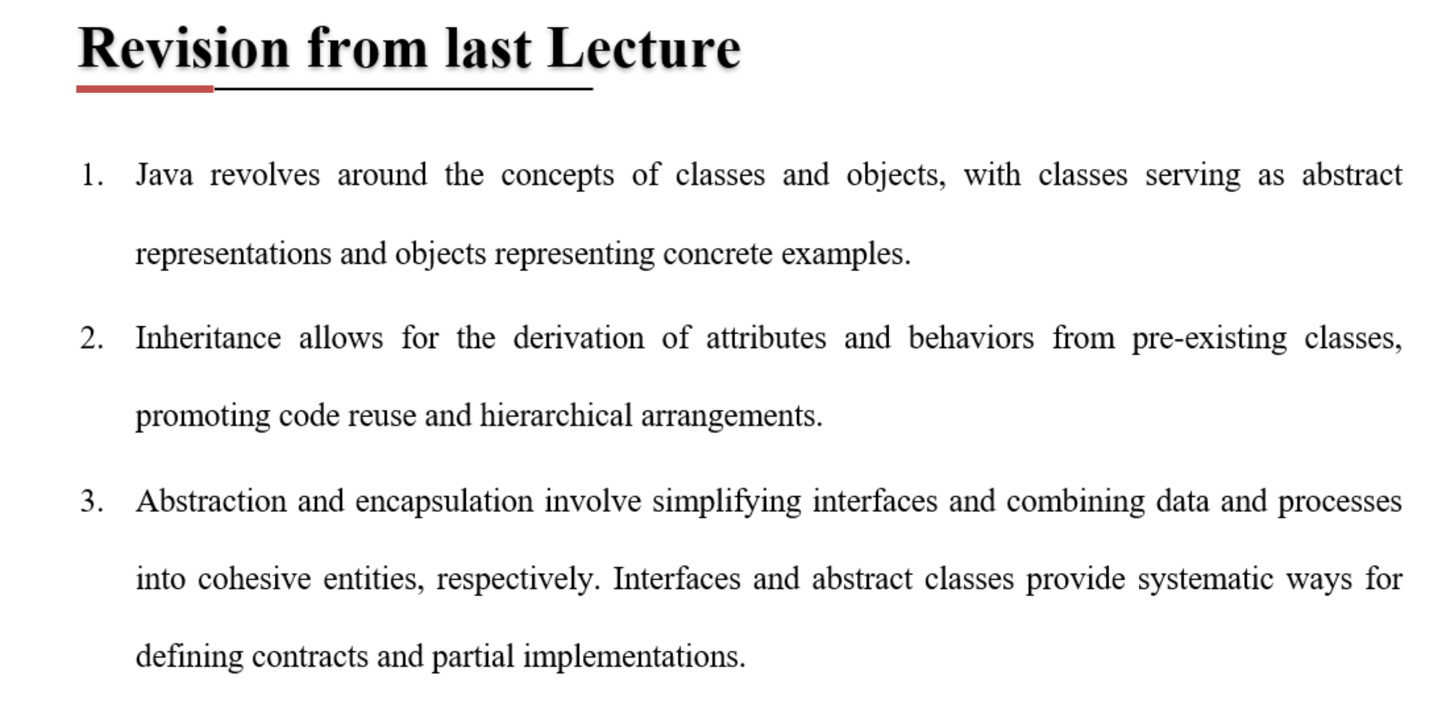 Revision from last Lecture
1. Java revolves around the concepts of classes and objects, with classes serving as abstract
representations and objects representing concrete examples.
2. Inheritance allows for the derivation of attributes and behaviors from pre-existing classes,
promoting code reuse and hierarchical arrangements.
3. Abstraction and encapsulation involve simplifying interfaces and combining data and processes
into cohesive entities, respectively. Interfaces and abstract classes provide systematic ways for
defining contracts and partial implementations.